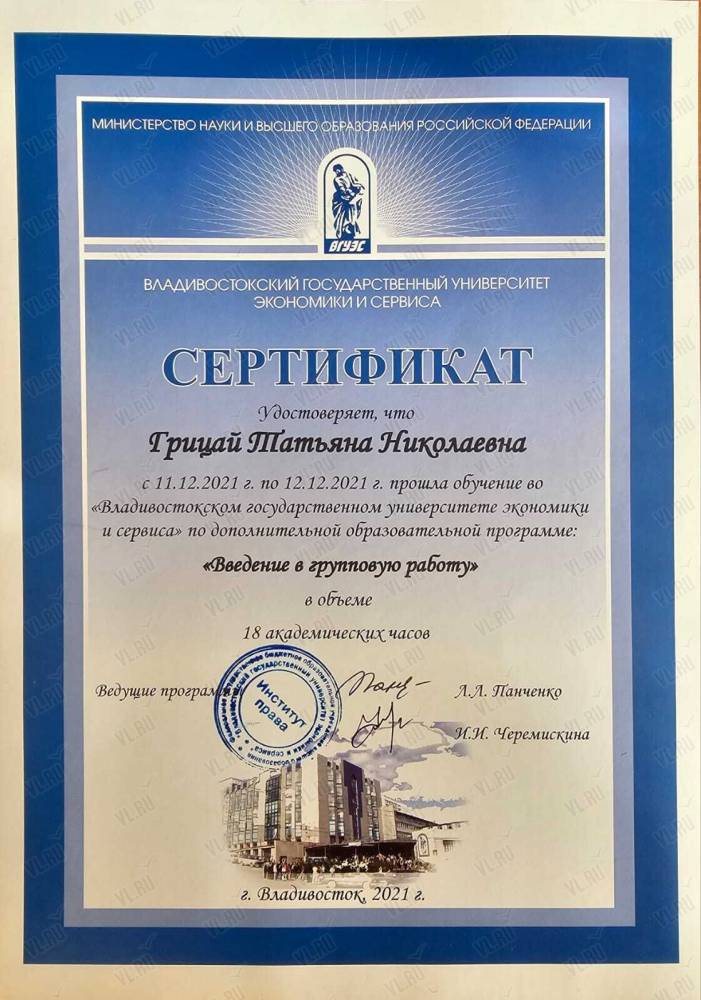 МИНИСТЕРСТВО НАУКИ И ВЫСШЕГО ОБРАЗОВАНИЯ РОССИЙСКОЙ ФЕДЕРАЦИИ
ВГУЭС
ВЛАДИВОСТОКСКИЙ ГОСУДАРСТВЕННЫЙ УНИВЕРСИТЕТ
ЭКОНОМИКИ И СЕРВИСА
СЕРТИФИКАТ
Удостоверяет, что
Грицай Татьяна Николаевна
с 11.12.2021 г. по 12.12.2021 г. прошла обучение во
«Владивостокском государственном университете экономики
и сервиса» по дополнительной образовательной программе:
«Введение в групповую работу»
в объеме
18 академических часов
Ведущие
Л.Л. Панченко
Институт
права
И.И. Черемискина
г. Владивосток, 2021 г.
VL.RU